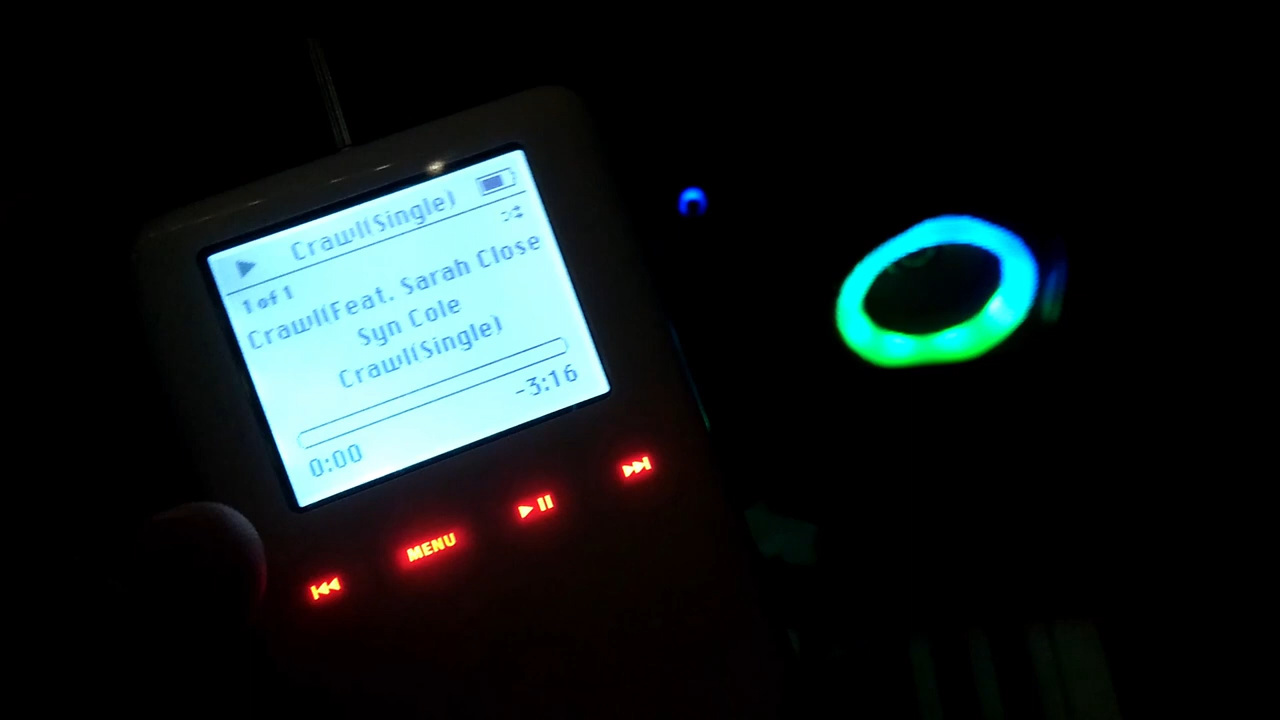 Crawl(Single)
1 of 1
Crawl(Feat. Sarah Close
Syn Cole
Crawl(Single)
0:00 -3:16
MENU